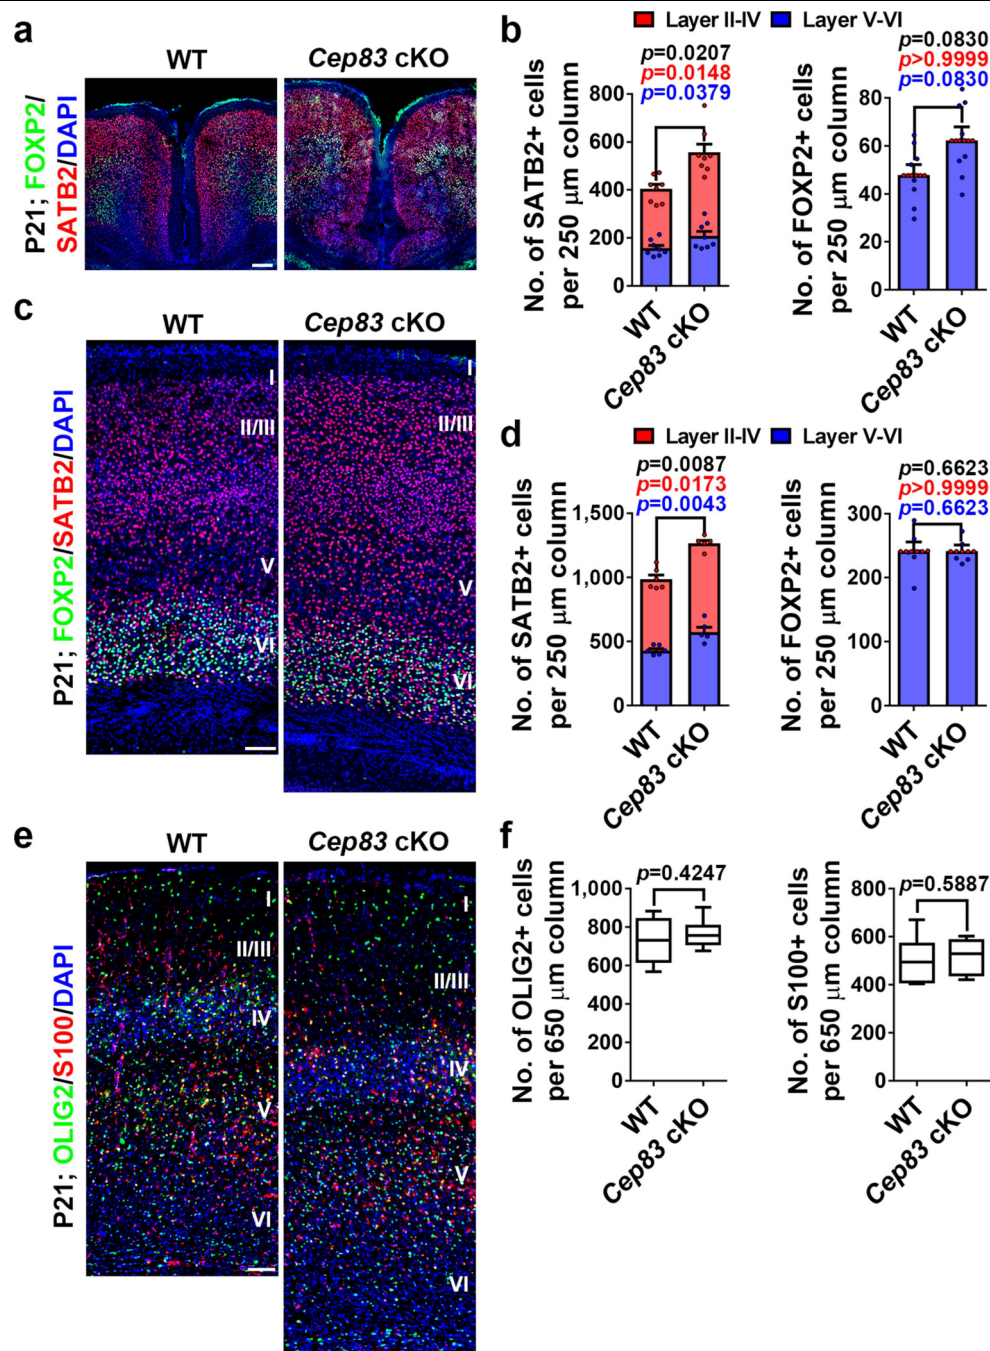 a
WT
Cep83 cKO
P21; FOXP2/
SATB2/DAPI
b
Layer II-IV
Layer V-VI
p=0.0207
p=0.0148
p=0.0379
No. of SATB2+ cells
per 250 μm column
800
600
400
200
0
WT
Cep83 cKO
p=0.0830
p>0.9999
p=0.0830
No. of FOXP2+ cells
per 250 μm column
80
60
40
20
0
WT
Cep83 cKO
c
WT
Cep83 cKO
P21; FOXP2/SATB2/DAPI
I
II/III
V
VI
I
II/III
V
VI
d
Layer II-IV
Layer V-VI
p=0.0087
p=0.0173
p=0.0043
No. of SATB2+ cells
per 250 μm column
1,500
1,000
500
0
WT
Cep83 cKO
p=0.6623
p>0.9999
p=0.6623
No. of FOXP2+ cells
per 250 μm column
300
200
100
0
WT
Cep83 cKO
e
WT
Cep83 cKO
P21; OLIG2/S100/DAPI
I
II/III
IV
V
VI
I
II/III
IV
V
VI
f
p=0.4247
No. of OLIG2+ cells
per 650 μm column
1,000
800
600
400
200
0
WT
Cep83 cKO
p=0.5887
No. of S100+ cells
per 650 μm column
800
600
400
200
0
WT
Cep83 cKO